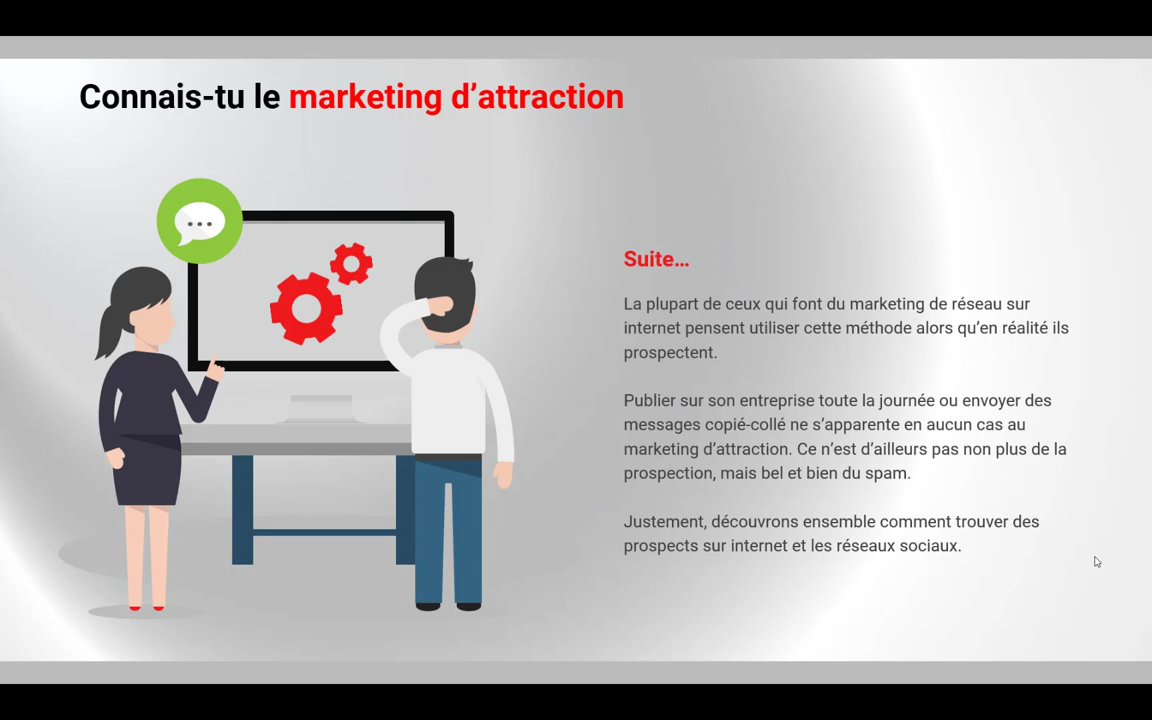 Connais-tu le marketing d’attraction
Suite…
La plupart de ceux qui font du marketing de réseau sur
internet pensent utiliser cette méthode alors qu’en réalité ils
prospectent.
Publier sur son entreprise toute la journée ou envoyer des
messages copié-collé ne s’apparente en aucun cas au
marketing d’attraction. Ce n’est d’ailleurs pas non plus de la
prospection, mais bel et bien du spam.
Justement, découvrons ensemble comment trouver des
prospects sur internet et les réseaux sociaux.